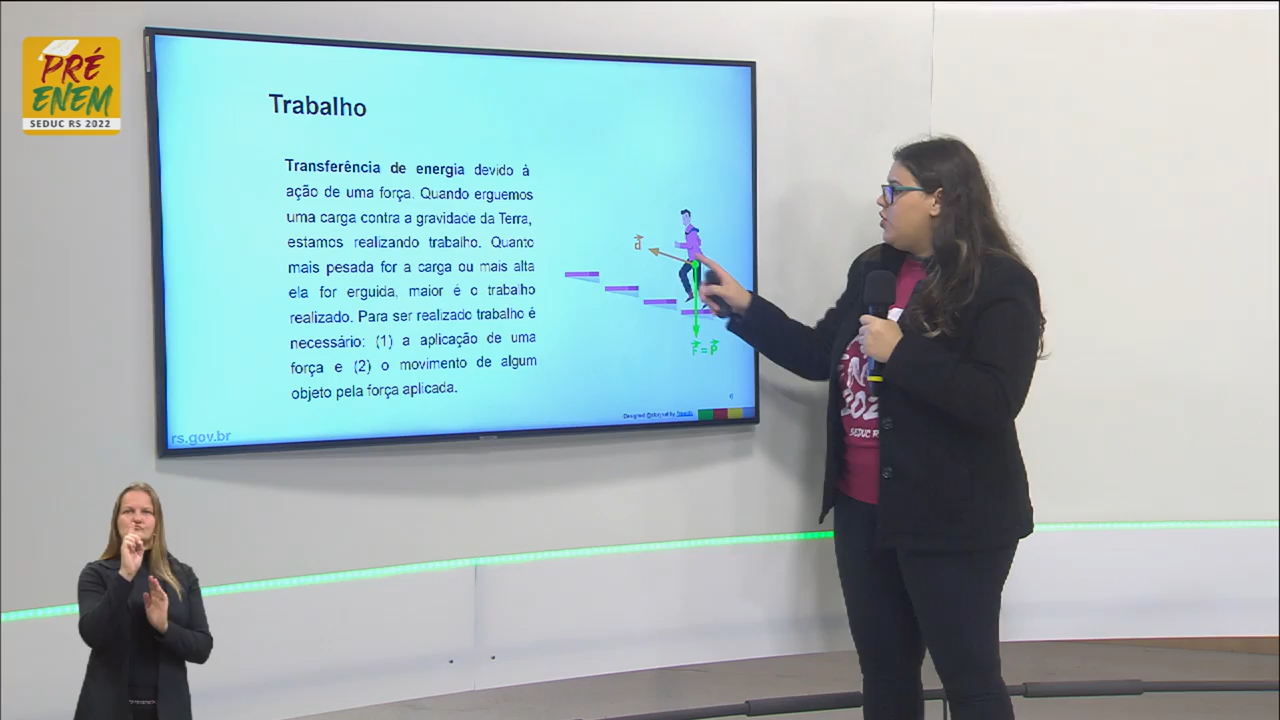 PRÉ
ENEM
SEDUC RS 2022
Trabalho
Transferência de energia devido à
ação de uma força. Quando erguemos
uma carga contra a gravidade da Terra,
estamos realizando trabalho. Quanto
mais pesada for a carga ou mais alta
ela for erguida, maior é o trabalho
realizado. Para ser realizado trabalho é
necessário: (1) a aplicação de uma
força e (2) o movimento de algum
objeto pela força aplicada.
d
F = P
rs.gov.br
SEDUC R